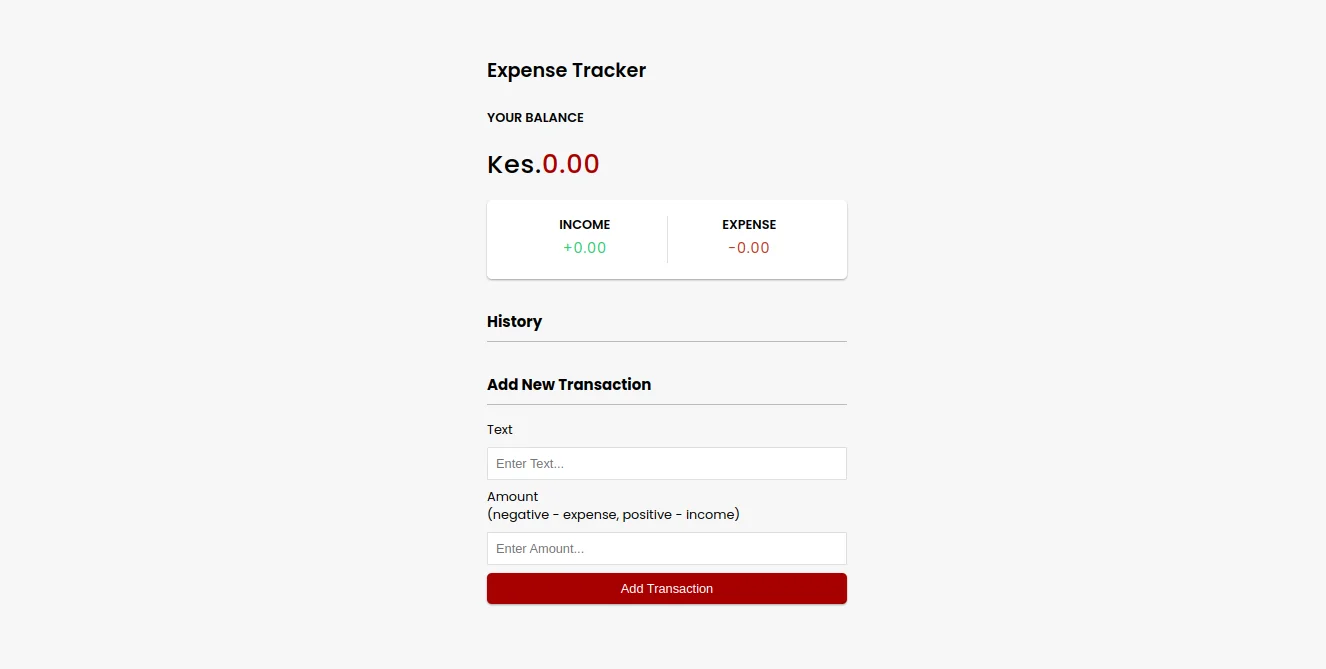 Expense Tracker
YOUR BALANCE
Kes.0.00
INCOME EXPENSE
+0.00 -0.00
History
Add New Transaction
Text
Enter Text...
Amount
(negative - expense, positive - income)
Enter Amount...
Add Transaction